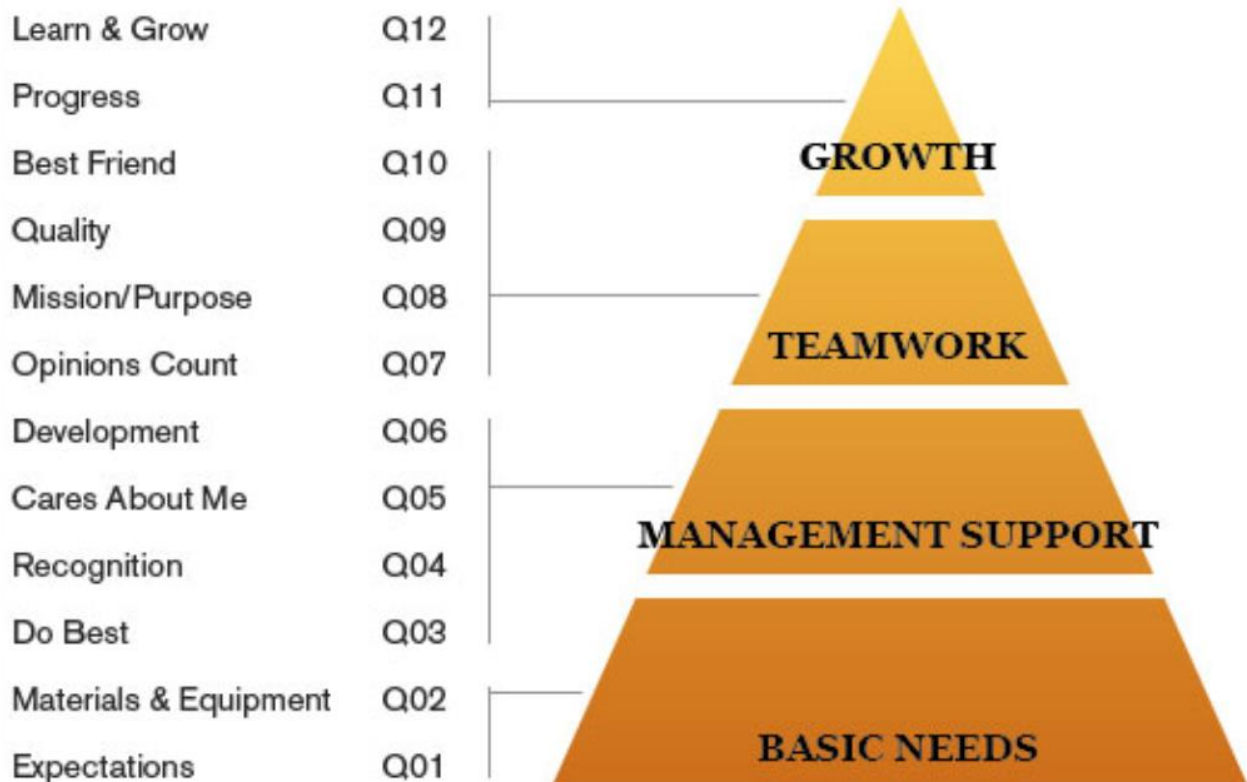 Learn & Grow Q12
Progress Q11
Best Friend Q10
GROWTH
Quality Q09
Mission/Purpose Q08
TEAMWORK
Opinions Count Q07
Development Q06
Cares About Me Q05
MANAGEMENT SUPPORT
Recognition Q04
Do Best Q03
Materials & Equipment Q02
BASIC NEEDS
Expectations Q01